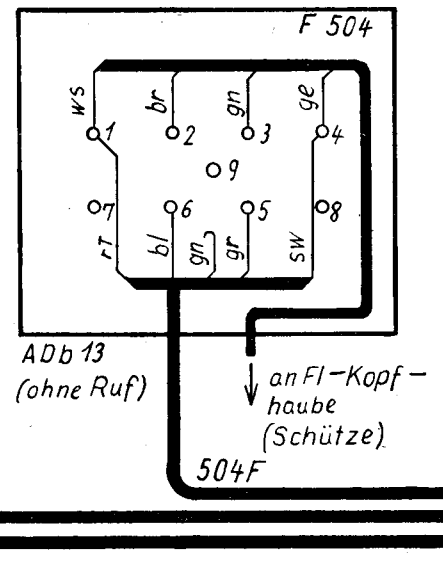 F 504
ws br gn ge
1 2 3 4
9
7 6 5 8
rt bl gn gr sw
ADb 13
(ohne Ruf)
an Fl-Kopf-
haube
(Schütze)
504F